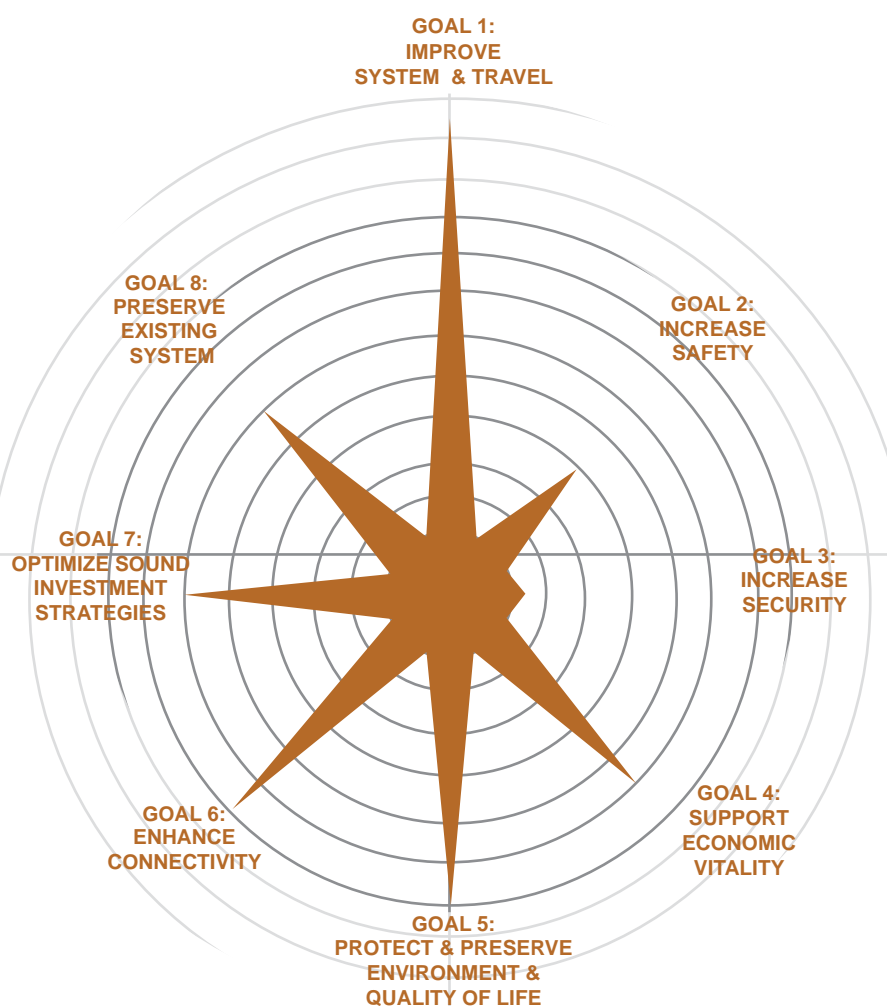 GOAL 1:
IMPROVE
SYSTEM & TRAVEL
GOAL 2:
INCREASE
SAFETY
GOAL 3:
INCREASE
SECURITY
GOAL 4:
SUPPORT
ECONOMIC
VITALITY
GOAL 5:
PROTECT & PRESERVE
ENVIRONMENT &
QUALITY OF LIFE
GOAL 6:
ENHANCE
CONNECTIVITY
GOAL 7:
OPTIMIZE SOUND
INVESTMENT
STRATEGIES
GOAL 8:
PRESERVE
EXISTING
SYSTEM